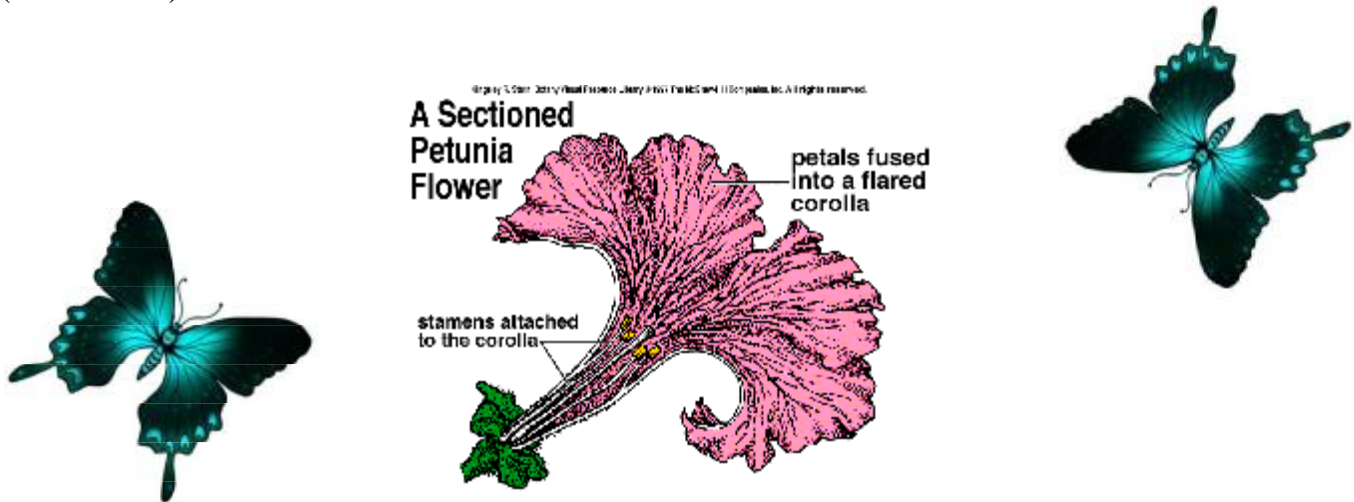 A Sectioned
Petunia
Flower
petals fused
into a flared
corolla
stamens attached
to the corolla